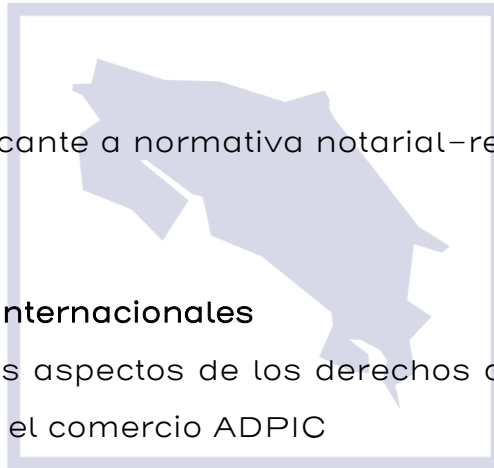 cante a normativa notarial-re
nternacionales
s aspectos de los derechos
el comercio ADPIC